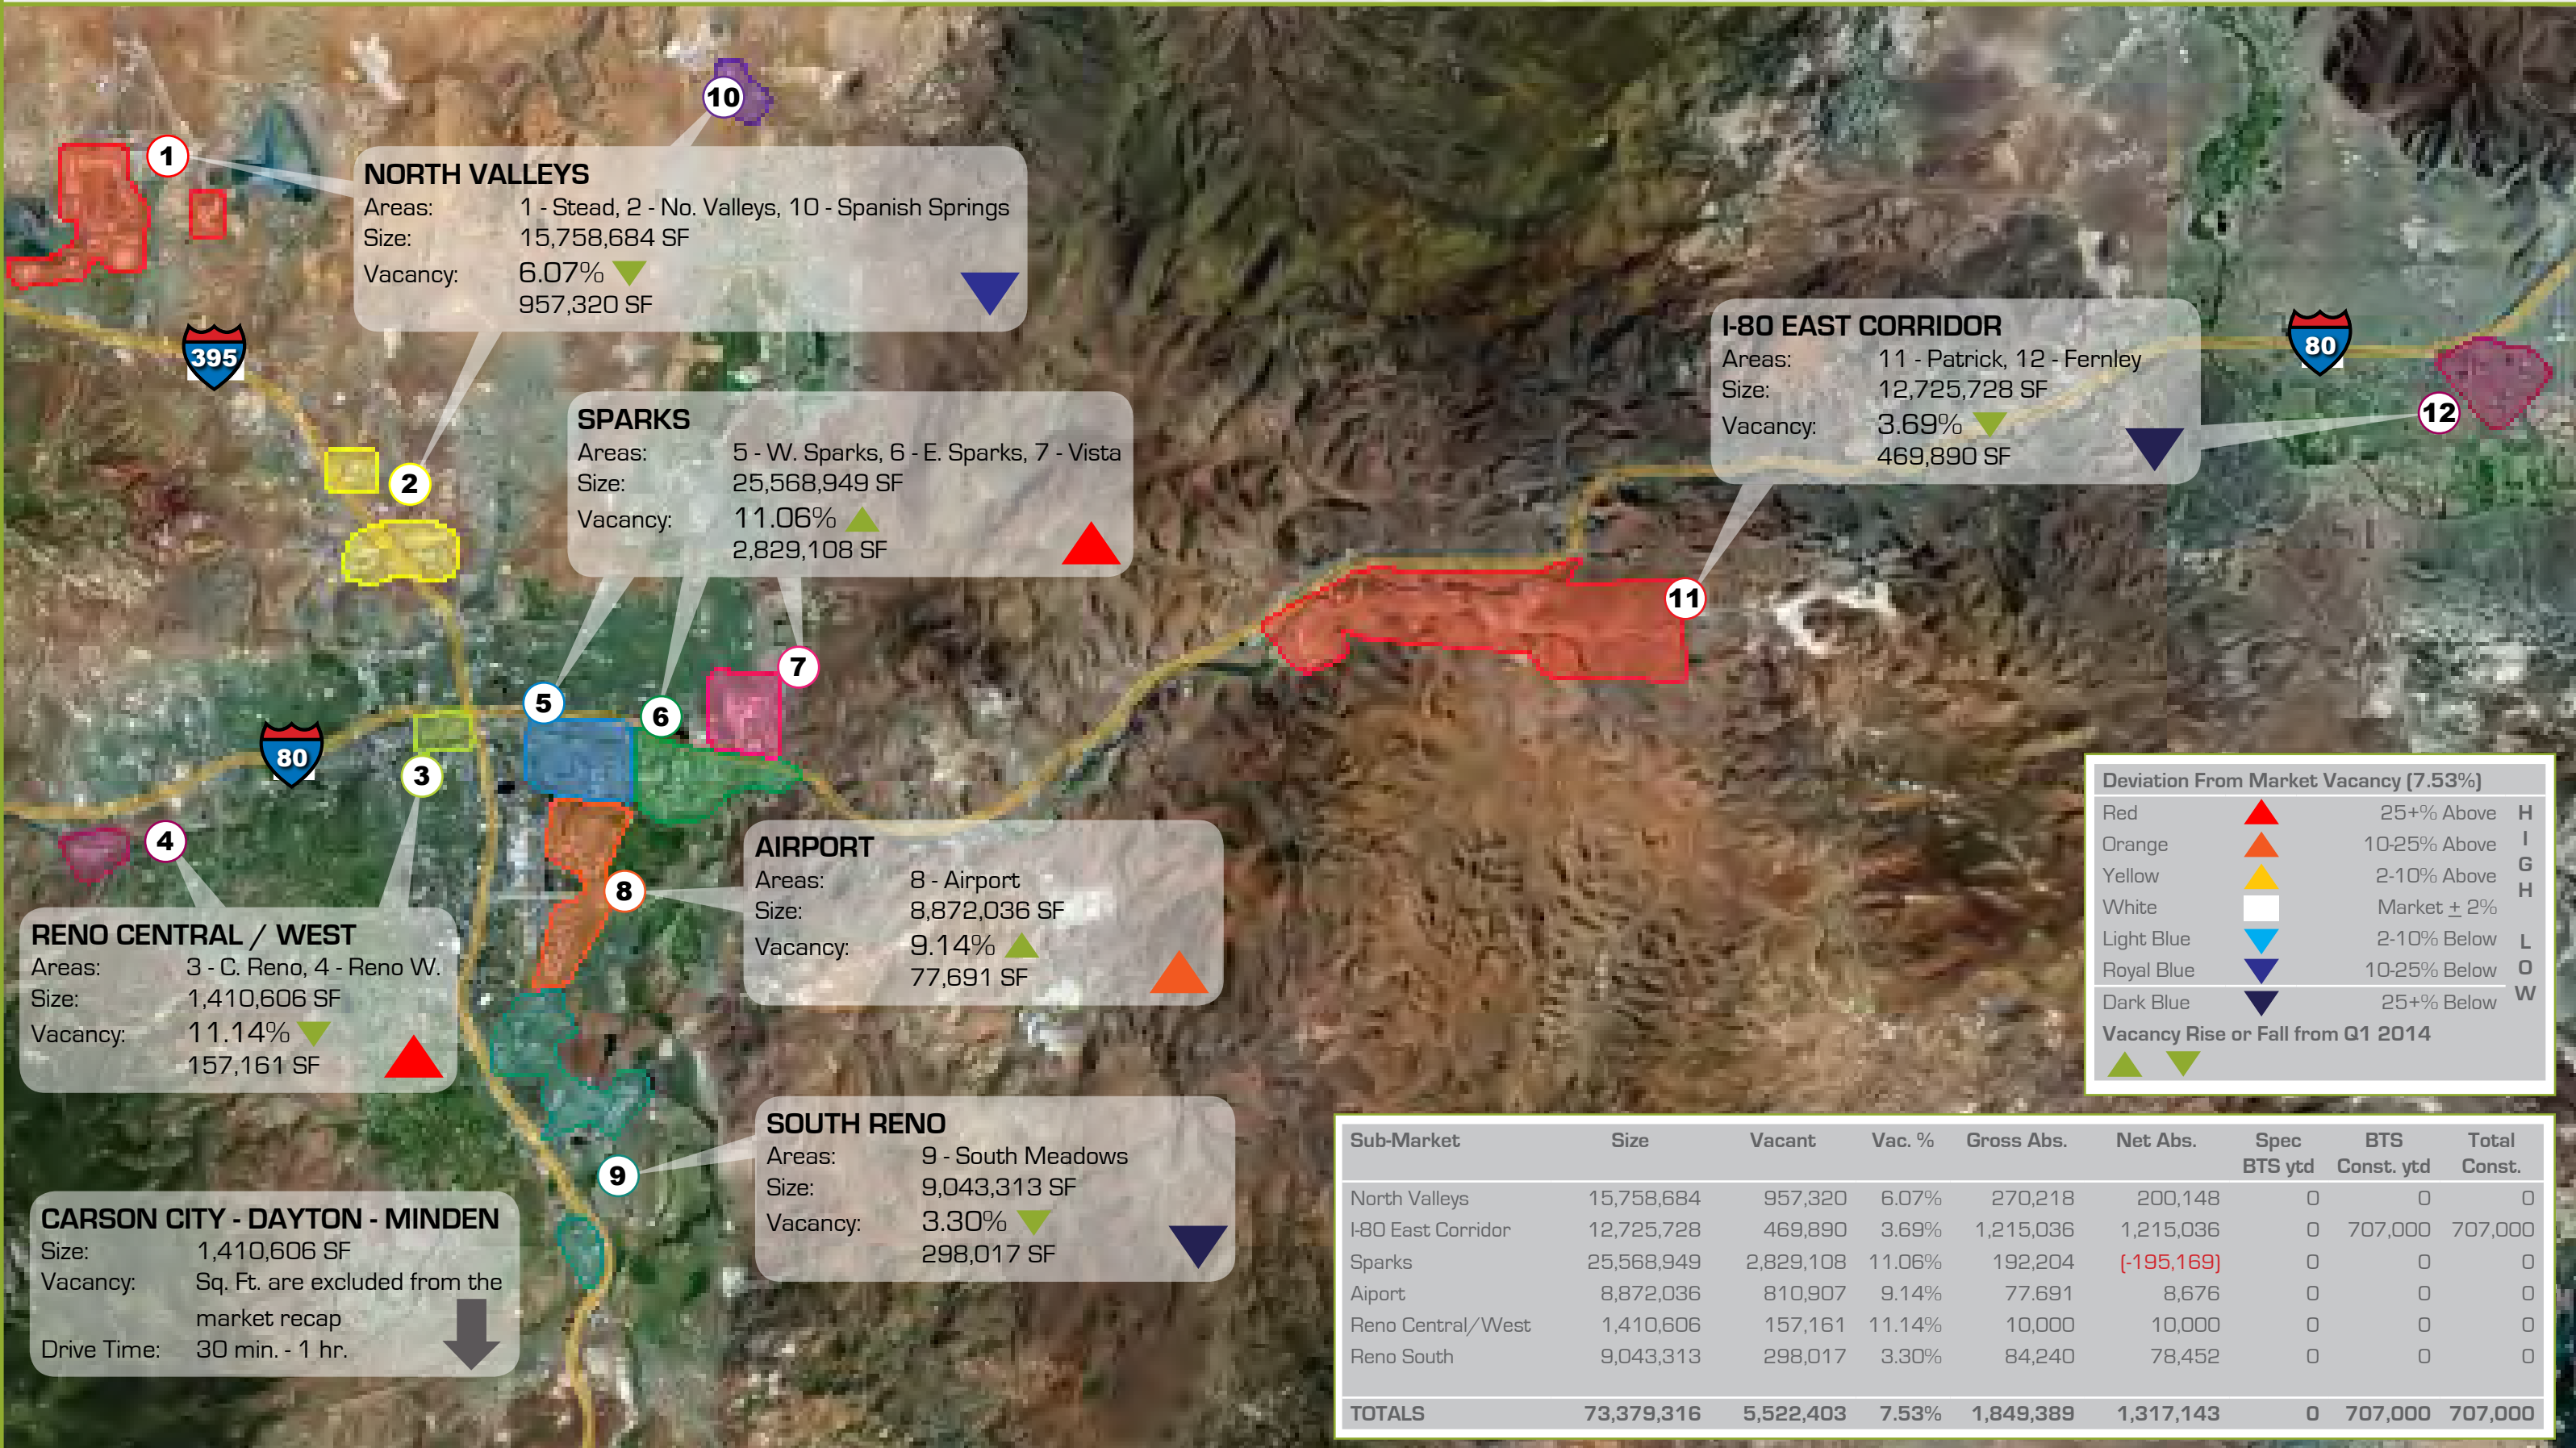 10
1
NORTH VALLEYS
Areas: 1 - Stead, 2 - No. Valleys, 10 - Spanish Springs
Size: 15,758,684 SF
Vacancy: 6.07%
957,320 SF
395
2
I-80 EAST CORRIDOR
Areas: 11 - Patrick, 12 - Fernley
Size: 12,725,728 SF
Vacancy: 3.69%
469,890 SF
80
12
SPARKS
Areas: 5 - W. Sparks, 6 - E. Sparks, 7 - Vista
Size: 25,568,949 SF
Vacancy: 11.06%
2,829,108 SF
11
7
5
6
80
3
4
8
AIRPORT
Areas: 8 - Airport
Size: 8,872,036 SF
Vacancy: 9.14%
77,691 SF
RENO CENTRAL / WEST
Areas: 3 - C. Reno, 4 - Reno W.
Size: 1,410,606 SF
Vacancy: 11.14%
157,161 SF
9
SOUTH RENO
Areas: 9 - South Meadows
Size: 9,043,313 SF
Vacancy: 3.30%
298,017 SF
CARSON CITY - DAYTON - MINDEN
Size: 1,410,606 SF
Vacancy: Sq. Ft. are excluded from the
market recap
Drive Time: 30 min. - 1 hr.
Deviation From Market Vacancy (7.53%)
Red 25+% Above
Orange 10-25% Above
Yellow 2-10% Above
White Market ± 2%
Light Blue 2-10% Below
Royal Blue 10-25% Below
Dark Blue 25+% Below
HIGH
LOW
Vacancy Rise or Fall from Q1 2014
Sub-Market Size Vacant Vac. % Gross Abs. Net Abs. Spec BTS Total
BTS ytd Const. ytd Const.
North Valleys 15,758,684 957,320 6.07% 270,218 200,148 0 0 0
I-80 East Corridor 12,725,728 469,890 3.69% 1,215,036 1,215,036 0 707,000 707,000
Sparks 25,568,949 2,829,108 11.06% 192,204 (-195,169) 0 0 0
Aiport 8,872,036 810,907 9.14% 77.691 8,676 0 0 0
Reno Central/West 1,410,606 157,161 11.14% 10,000 10,000 0 0 0
Reno South 9,043,313 298,017 3.30% 84,240 78,452 0 0 0
TOTALS 73,379,316 5,522,403 7.53% 1,849,389 1,317,143 0 707,000 707,000